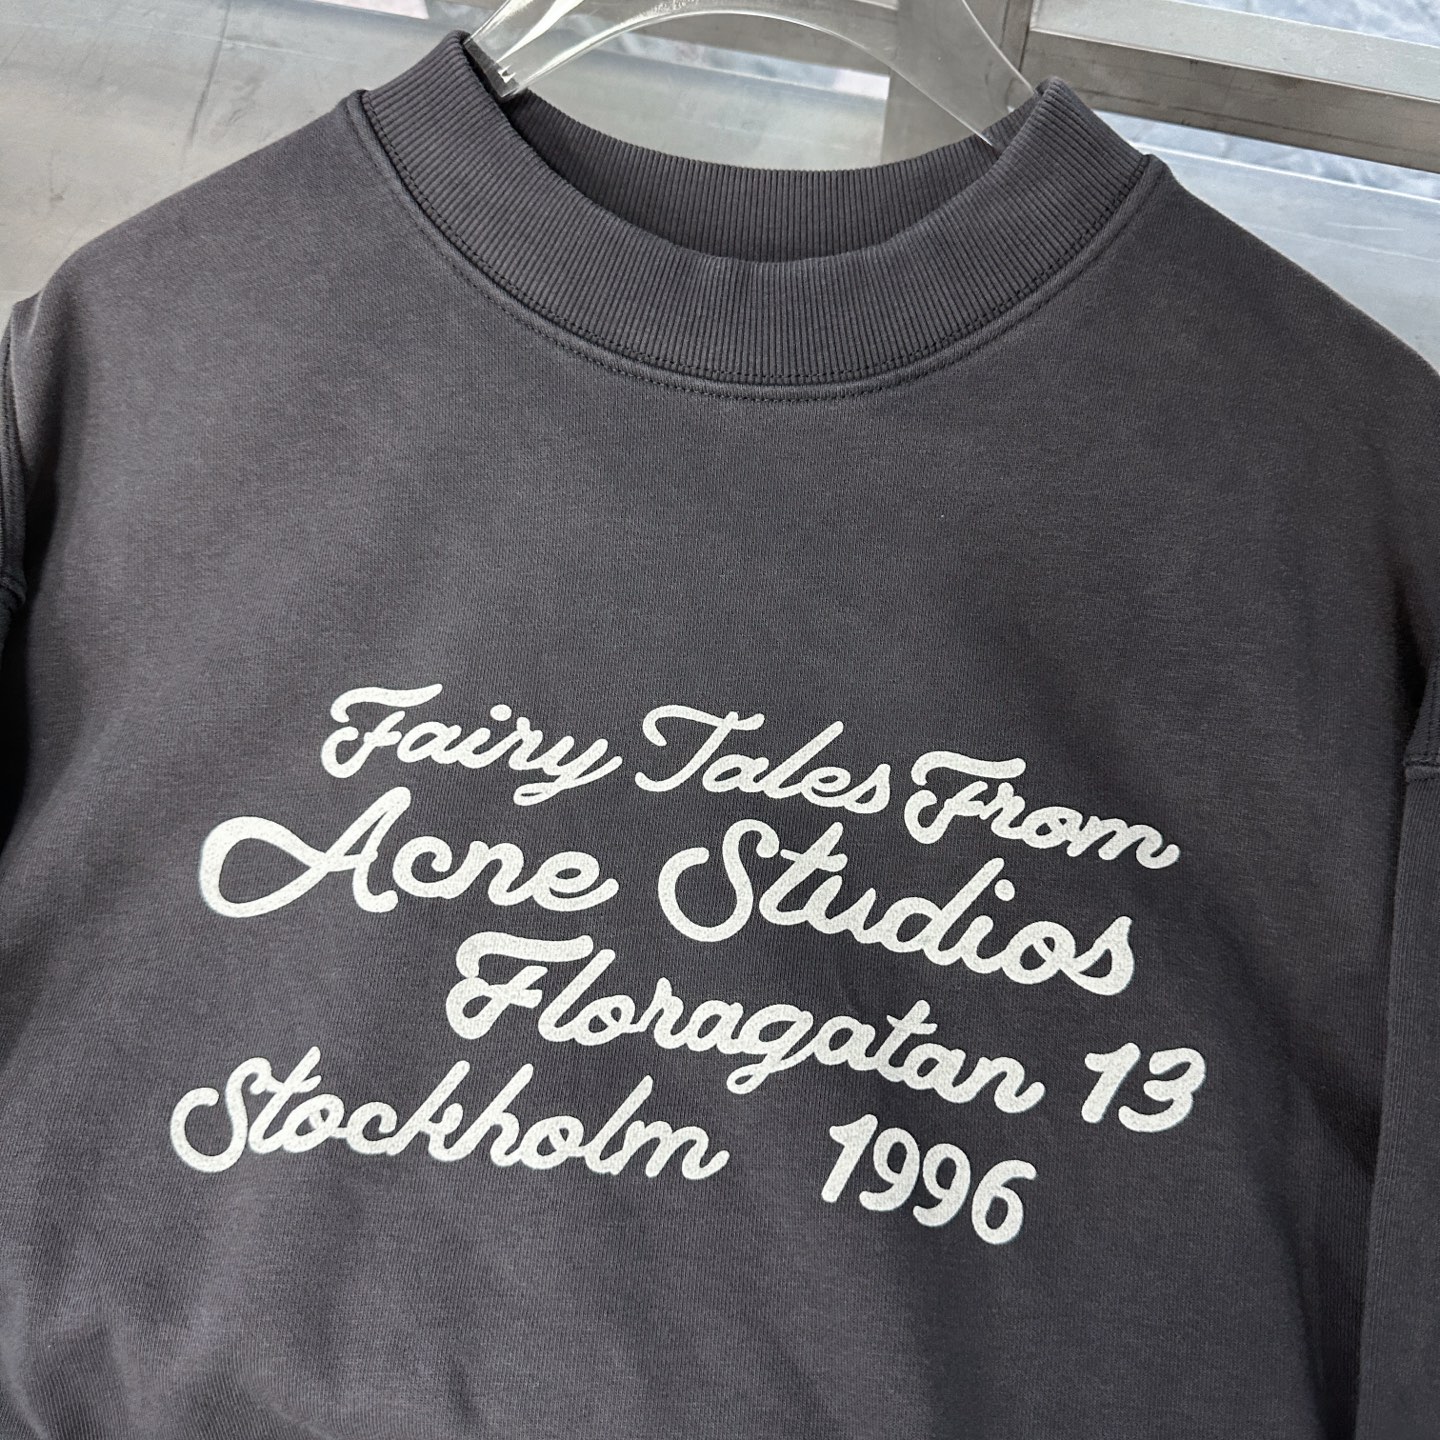 Fairy Tales From
Acne Studios
Floragatan 13
Stockholm 1996